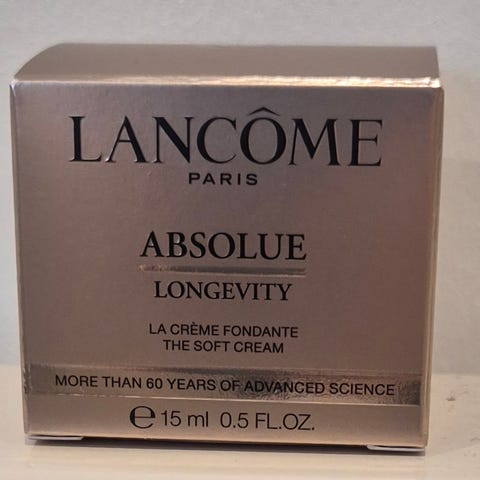 LANCÔME
PARIS
ABSOLUE
LONGEVITY
LA CRÈME FONDANTE
THE SOFT CREAM
MORE THAN 60 YEARS OF ADVANCED SCIENCE
℮ 15 ml 0.5 FL.OZ.